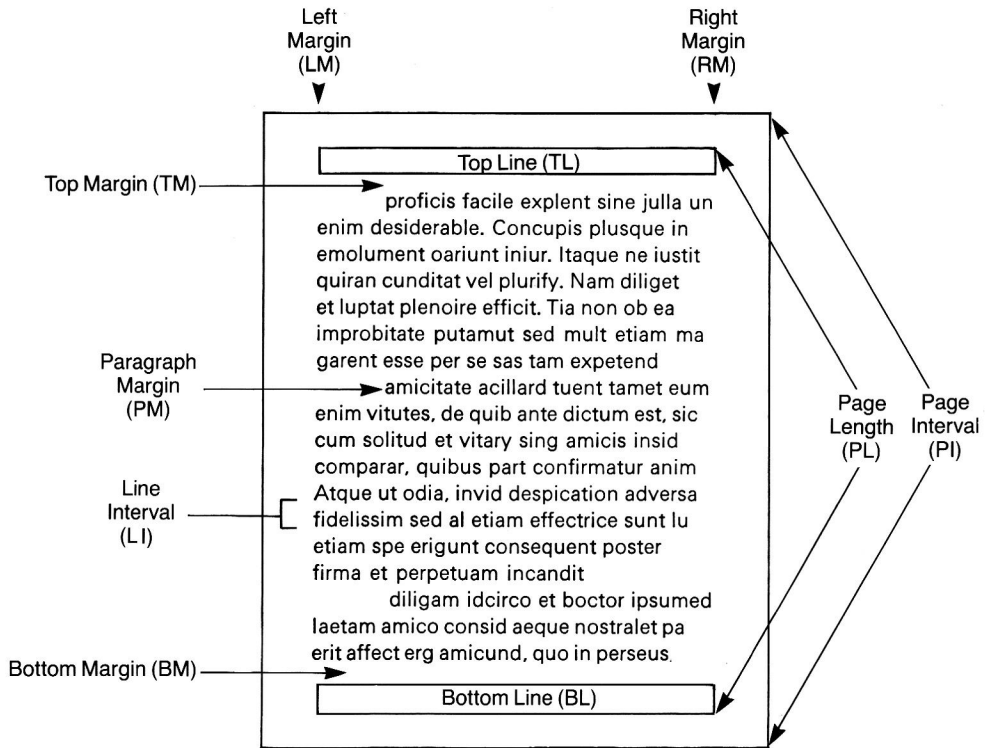 Left
Margin
(LM)
Right
Margin
(RM)
Top Line (TL)
Top Margin (TM)
proficis facile explent sine julla un
enim desiderable. Concupis plusque in
emolument oariunt iniur. Itaque ne iustit
quiran cunditat vel plurify. Nam diliget
et luptat plenoire efficit. Tia non ob ea
improbitate putamut sed mult etiam ma
garent esse per se sas tam expetend
Paragraph
Margin
(PM)
amicitate acillard tuent tamet eum
enim vitutes, de quib ante dictum est, sic
cum solitud et vitary sing amicis insid
comparar, quibus part confirmatur anim
Page
Length
(PL)
Page
Interval
(PI)
Line
Interval
(LI)
Atque ut odia, invid despication adversa
fidelissim sed al etiam effectrice sunt lu
etiam spe erigunt consequent poster
firma et perpetuam incandit
diligam idcirco et boctor ipsumed
laetam amico consid aeque nostralet pa
erit affect erg amicund, quo in perseus.
Bottom Margin (BM)
Bottom Line (BL)